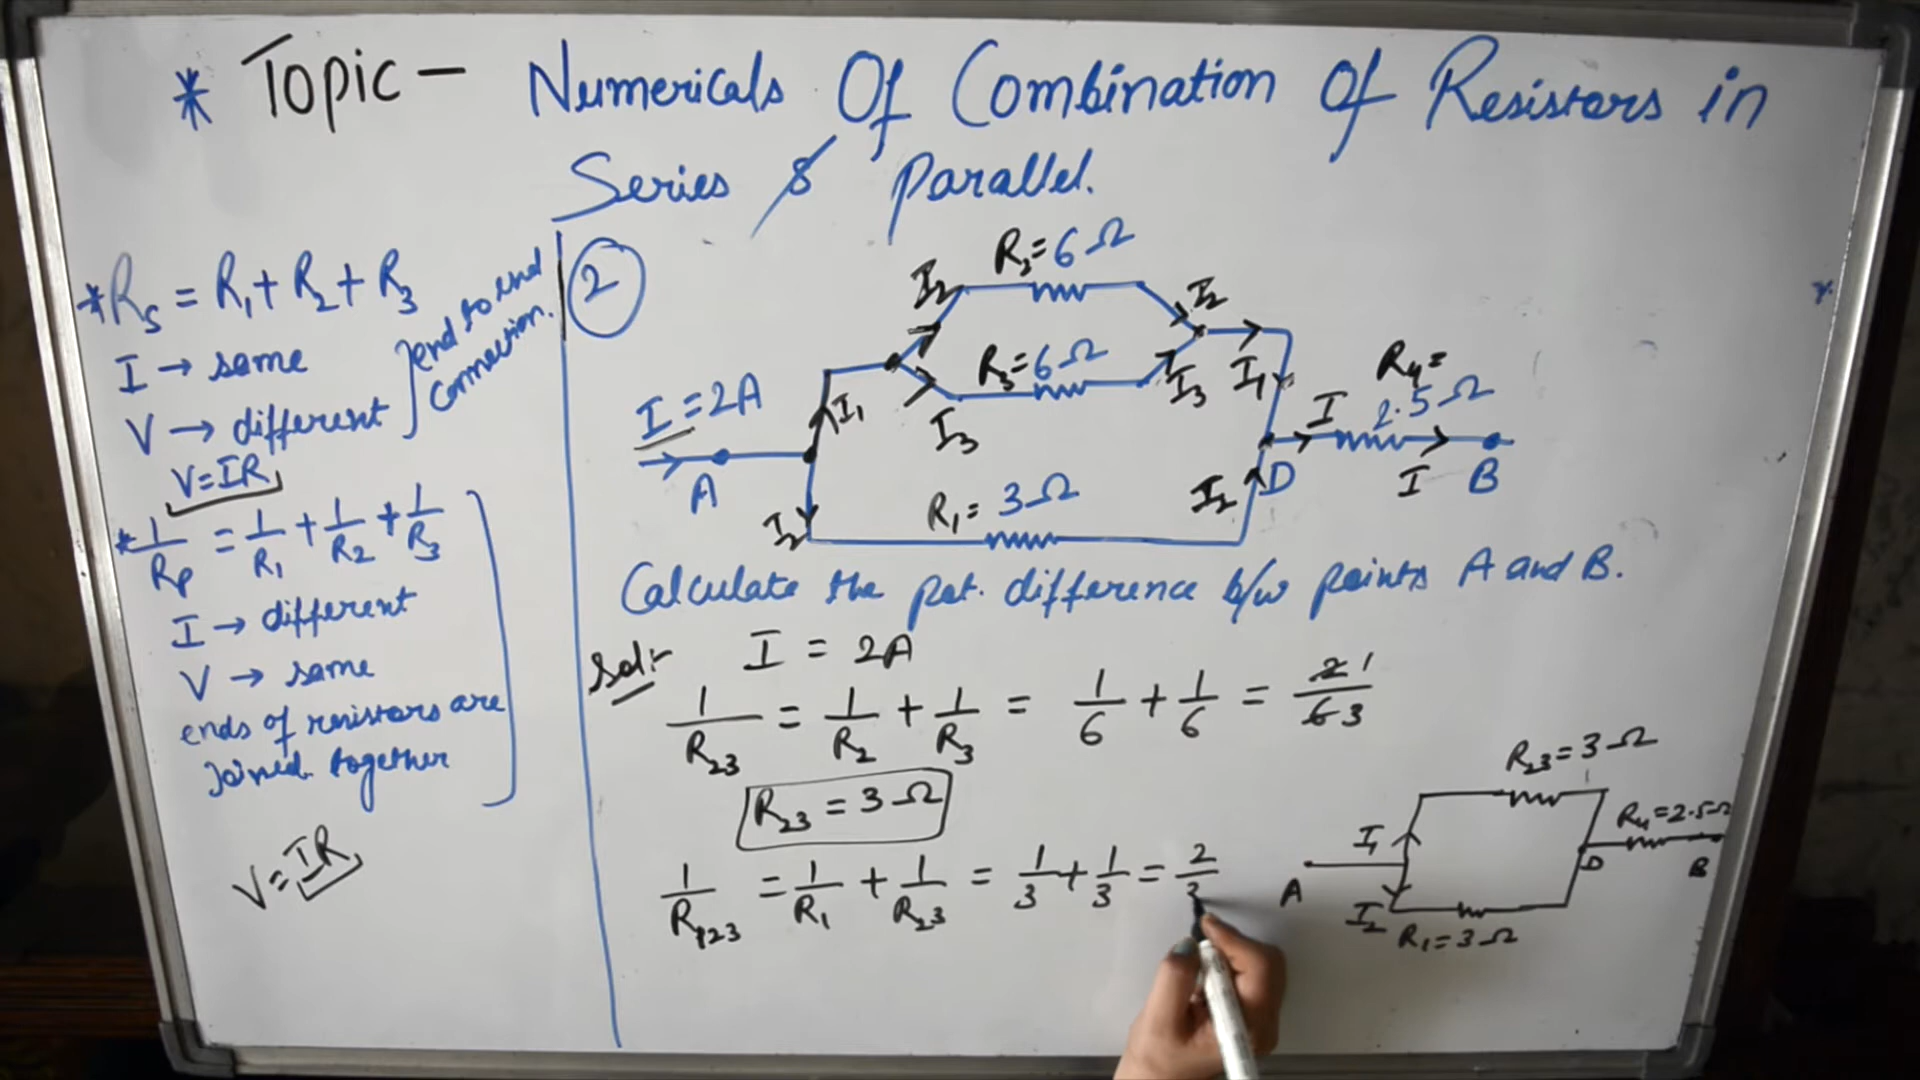 * Topic - Numericals Of Combination Of Resistors in
Series & parallel.
* Rs = R1 + R2 + R3
I → same
V → different
end to end
connection.
V = IR
* 1/Rp = 1/R1 + 1/R2 + 1/R3
I → different
V → same
ends of resistors are
Joined together
V = IR
2
R2 = 6Ω
I2
I2
R3 = 6Ω
I3
I3
I1
I = 2A
I1
A
R4 =
2.5Ω
I
I
D
B
I2
R1 = 3Ω
I2
Calculate the pot. difference b/w points A and B.
Sol:-
I = 2A
1/R23 = 1/R2 + 1/R3 = 1/6 + 1/6 = 2 1/6 3
R23 = 3Ω
1/R123 = 1/R1 + 1/R23 = 1/3 + 1/3 = 2/3
R23 = 3Ω
R4 = 2.5Ω
I1
A
D
B
I2
R1 = 3Ω